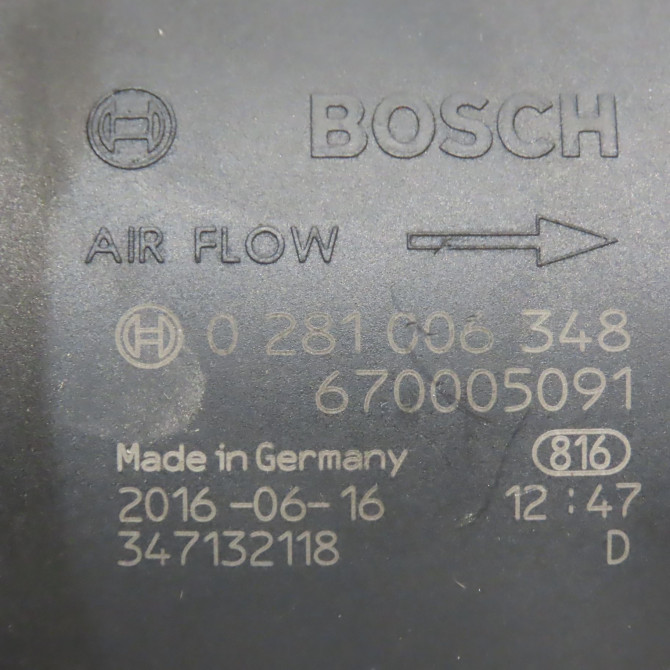 BOSCH
AIR FLOW
0 281 006 348
670005091
Made in Germany 816
2016-06-16 12:47
347132118 D